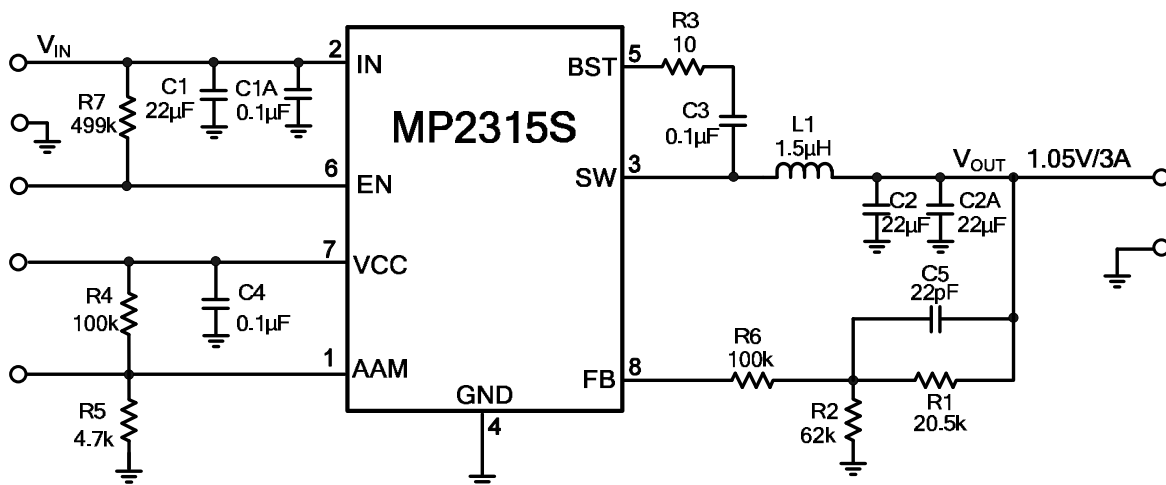 VIN
R7
499k
C1
22µF
C1A
0.1µF
2
IN
6
EN
7
VCC
R4
100k
C4
0.1µF
1
AAM
R5
4.7k
MP2315S
GND
4
BST
5
R3
10
C3
0.1µF
SW
3
L1
1.5µH
VOUT
1.05V/3A
C2
22µF
C2A
22µF
C5
22pF
FB
8
R6
100k
R2
62k
R1
20.5k